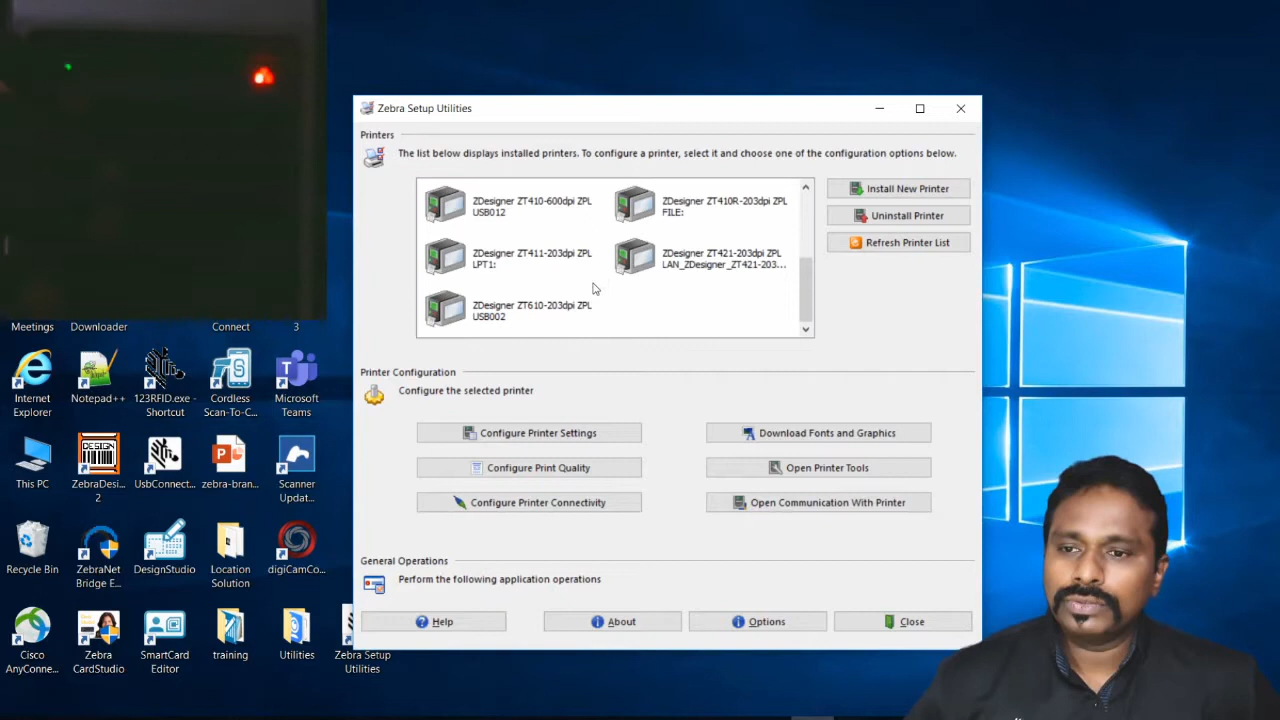 Zebra Setup Utilities
Printers
The list below displays installed printers. To configure a printer, select it and choose one of the configuration options below.
ZDesigner ZT410-600dpi ZPL
USB012
ZDesigner ZT410R-203dpi ZPL
FILE:
ZDesigner ZT411-203dpi ZPL
LPT1:
ZDesigner ZT421-203dpi ZPL
LAN_ZDesigner_ZT421-203...
ZDesigner ZT610-203dpi ZPL
USB002
Install New Printer
Uninstall Printer
Refresh Printer List
Printer Configuration
Configure the selected printer
Configure Printer Settings
Download Fonts and Graphics
Configure Print Quality
Open Printer Tools
Configure Printer Connectivity
Open Communication With Printer
General Operations
Perform the following application operations
Help
About
Options
Close
Meetings
Downloader
Connect
3
Internet
Explorer
Notepad++
123RFID.exe -
Shortcut
Cordless
Scan-To-C...
Microsoft
Teams
This PC
DESIGN
ZebraDesi...
2
UsbConnect...
zebra-bran...
Scanner
Updat...
Recycle Bin
ZebraNet
Bridge E...
DesignStudio
Location
Solution
digiCamCo...
Cisco
AnyConne...
Zebra
CardStudio
SmartCard
Editor
training
Utilities
Zebra Setup
Utilities